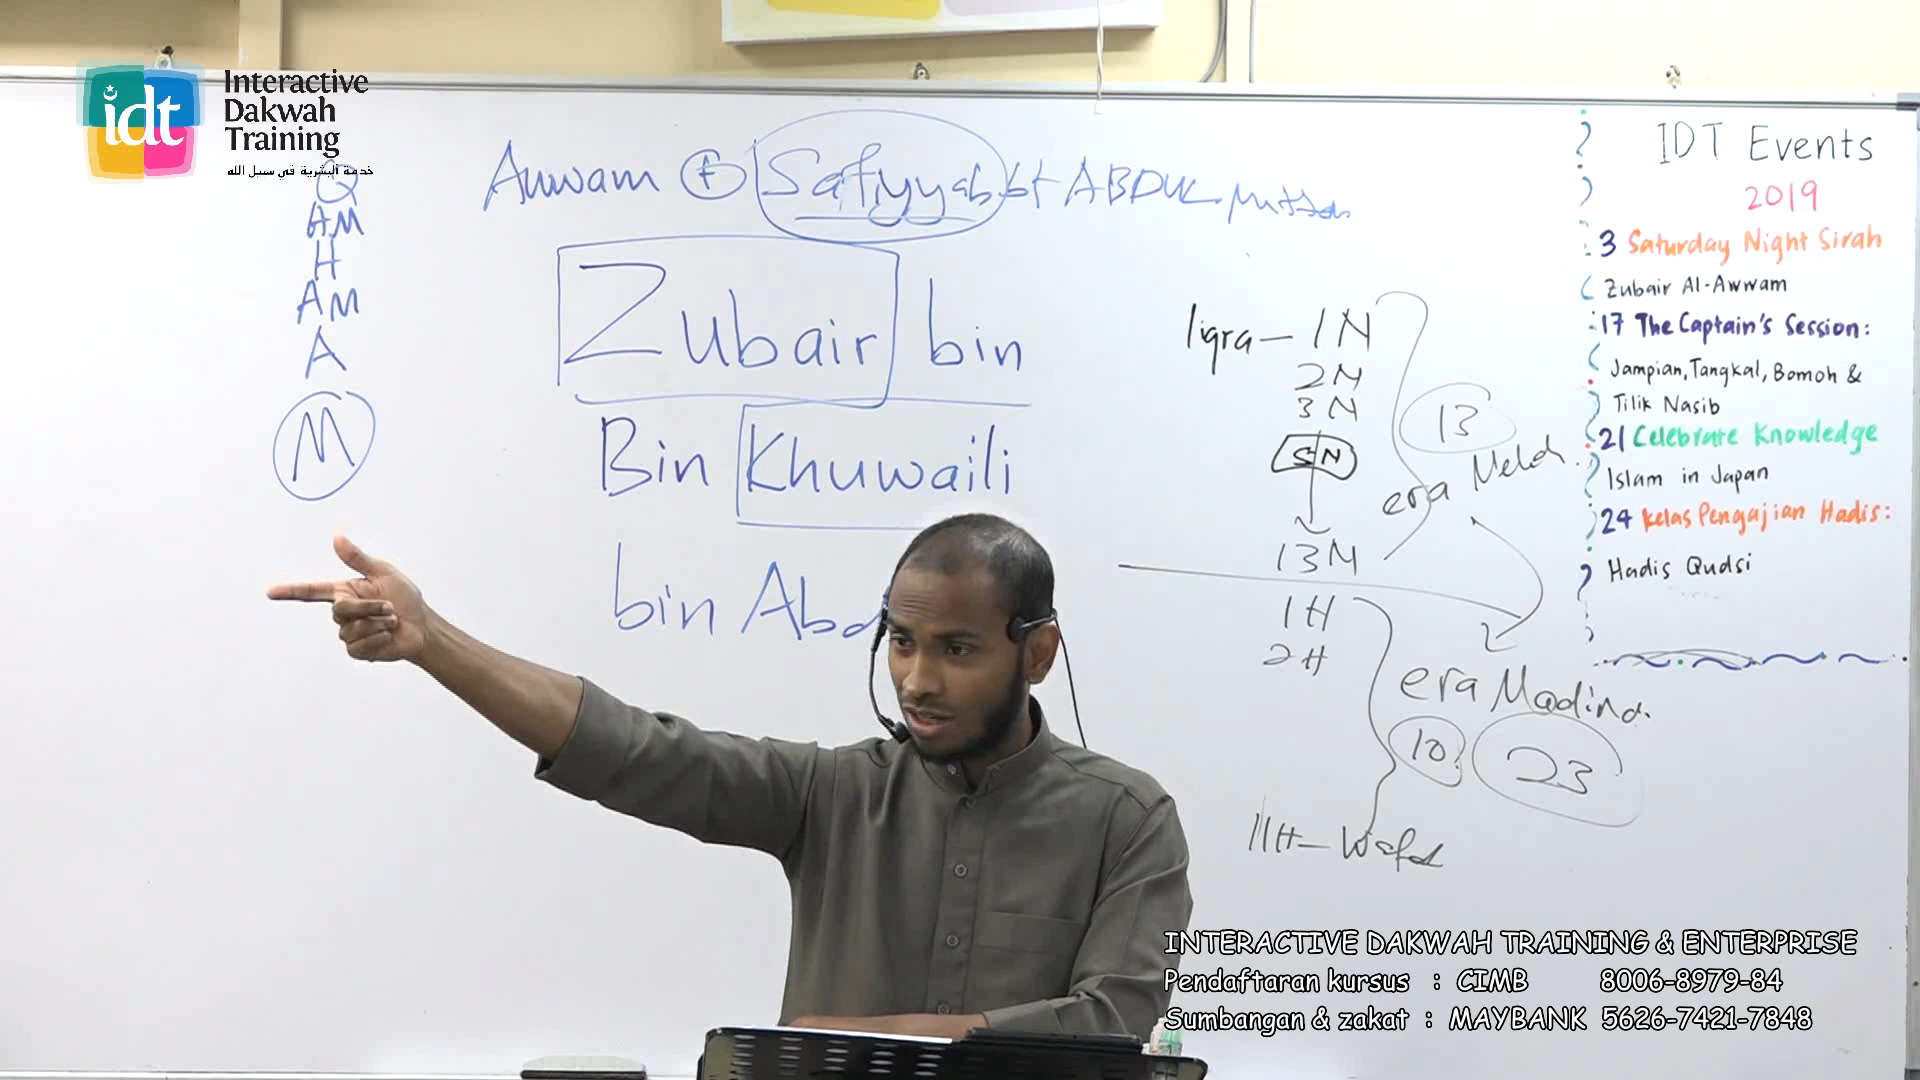 idt
Interactive
Dakwah
Training
خدمة البشرية في سبيل الله
Q
AM
H
AM
A
M
Awwam + Safiyyah bt ABDUL
Zubair bin
Bin Khuwaili
bin Abd
Iqra – 1N
2N
3N
5N
13N
13
era Mekah
1H
2H
era Madina
10
23
11H – Wafa
IDT Events
2019
3 Saturday Night Sirah
Zubair Al-Awwam
17 The Captain's Session:
Jampian, Tangkal, Bomoh &
Tilik Nasib
21 Celebrate Knowledge
Islam in Japan
24 Kelas Pengajian Hadis:
Hadis Qudsi
INTERACTIVE DAKWAH TRAINING & ENTERPRISE
Pendaftaran kursus : CIMB 8006-8979-84
Sumbangan & zakat : MAYBANK 5626-7421-7848